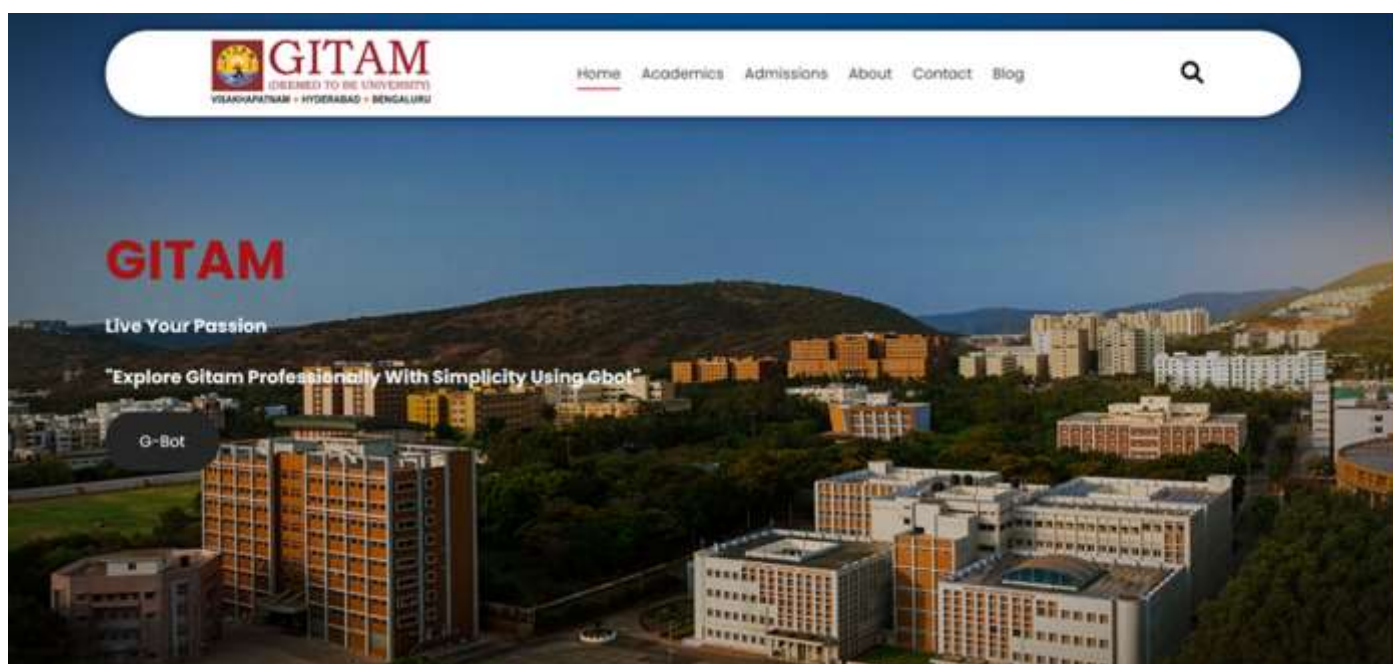 GITAM
(DEEMED TO BE UNIVERSITY)
VISAKHAPATNAM • HYDERABAD • BENGALURU
Home Academics Admissions About Contact Blog
GITAM
Live Your Passion
"Explore Gitam Professionally With Simplicity Using Gbot"
G-Bot